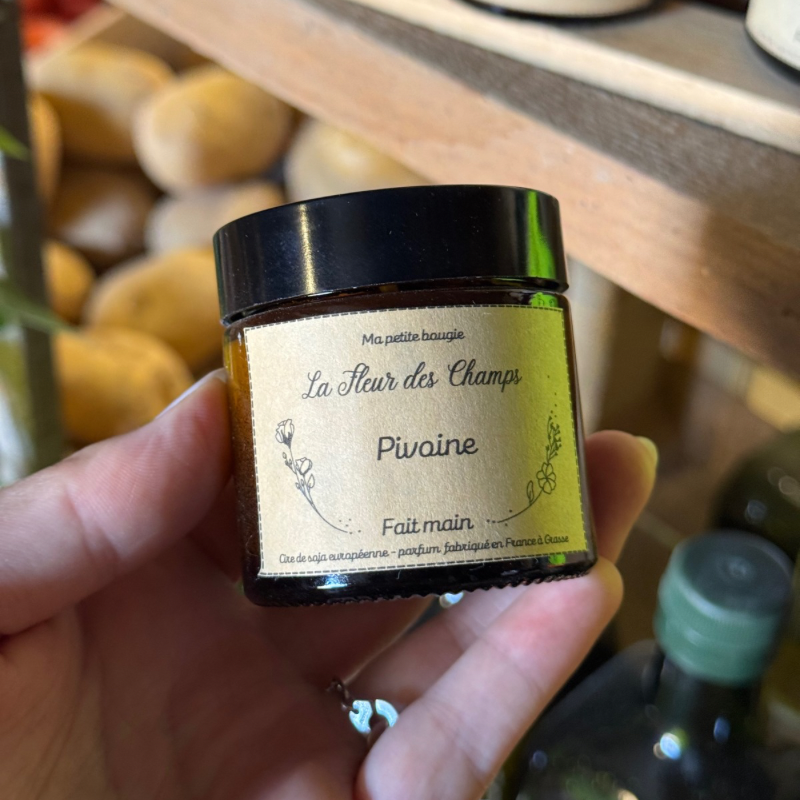 Ma petite bougie
La Fleur des Champs
Pivoine
Fait main
Cire de soja européenne - parfum fabriqué en France à Grasse